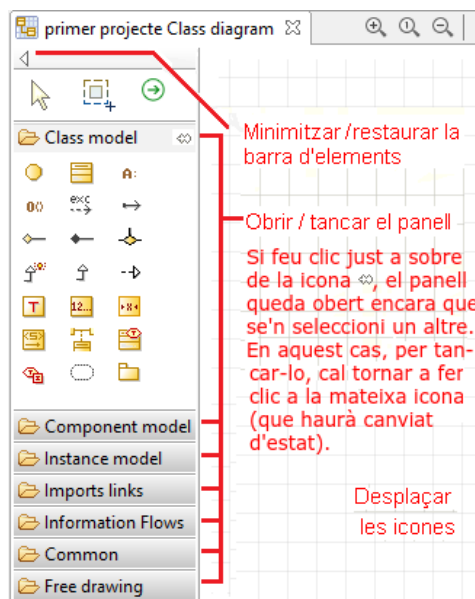 primer projecte Class diagram
Minimitzar/restaurar la
barra d'elements
Class model
A:
0()
exc
Obrir / tancar el panell
Si feu clic just a sobre
de la icona , el panell
queda obert encara que
se'n seleccioni un altre.
En aquest cas, per tan-
car-lo, cal tornar a fer
clic a la mateixa icona
(que haurà canviat
d'estat).
T
12...
«S»
Component model
Instance model
Imports links
Information Flows
Common
Free drawing
Desplaçar
les icones